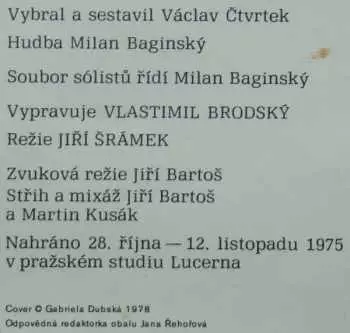 Vybral a sestavil Václav Čtvrtek
Hudba Milan Baginský
Soubor sólistů řídí Milan Baginský
Vypravuje VLASTIMIL BRODSKÝ
Režie JIŘÍ ŠRÁMEK
Zvuková režie Jiří Bartoš
Střih a mixáž Jiří Bartoš
a Martin Kusák
Nahráno 28. října — 12. listopadu 1975
v pražském studiu Lucerna
Cover © Gabriela Dubská 1978
Odpovědná redaktorka obalu Jana Řehořová